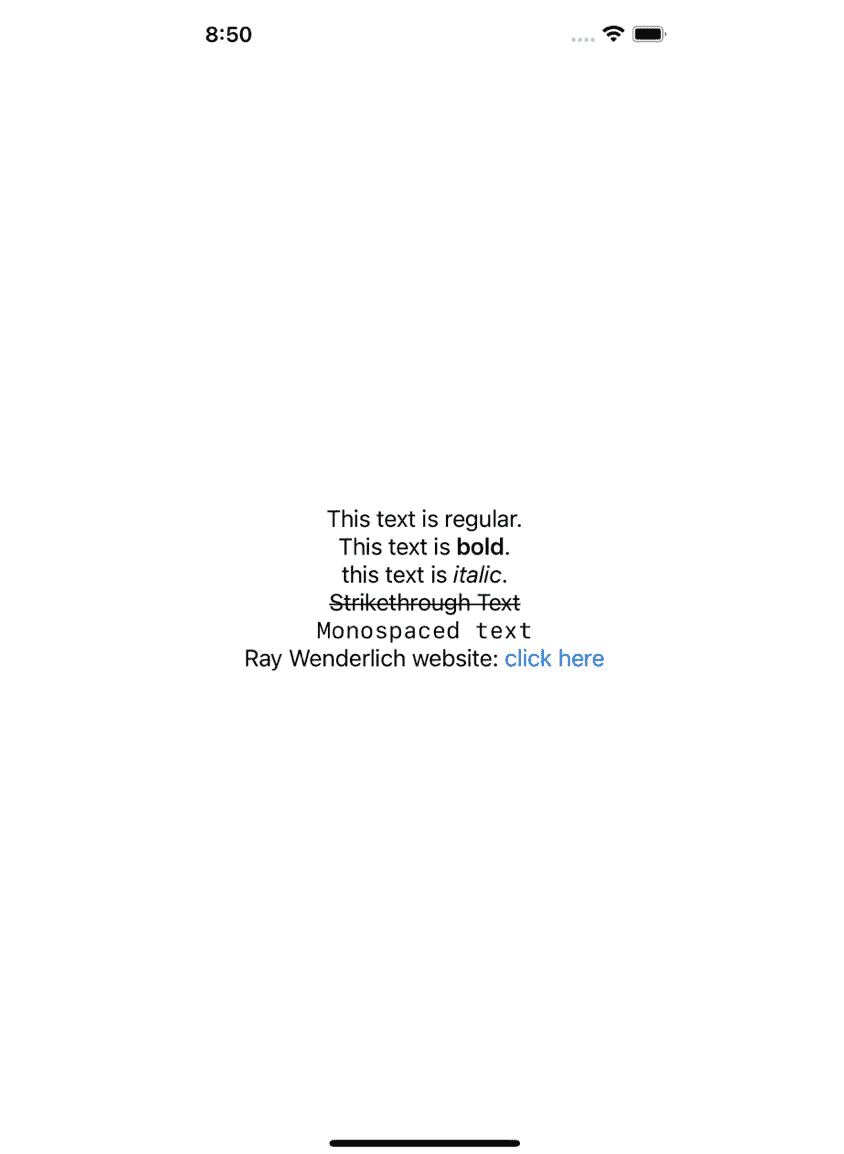 8:50
This text is regular.
This text is bold.
this text is italic.
Strikethrough Text
Monospaced text
Ray Wenderlich website: click here